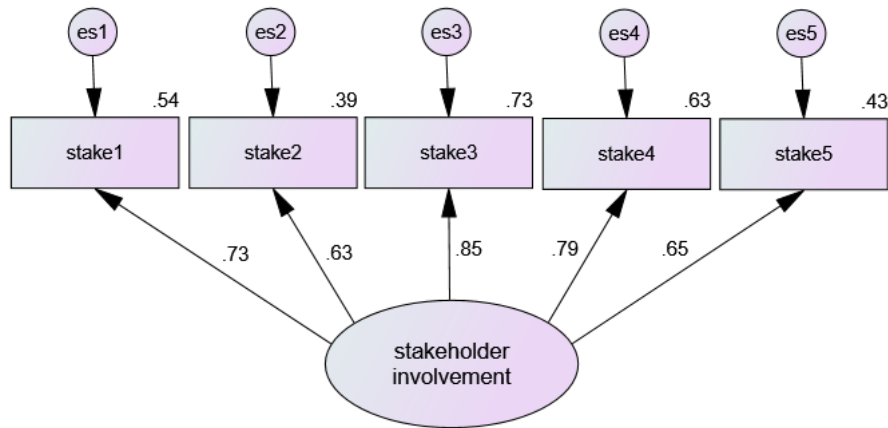 es1 es2 es3 es4 es5
.54 .39 .73 .63 .43
stake1 stake2 stake3 stake4 stake5
.73 .63 .85 .79 .65
stakeholder
involvement